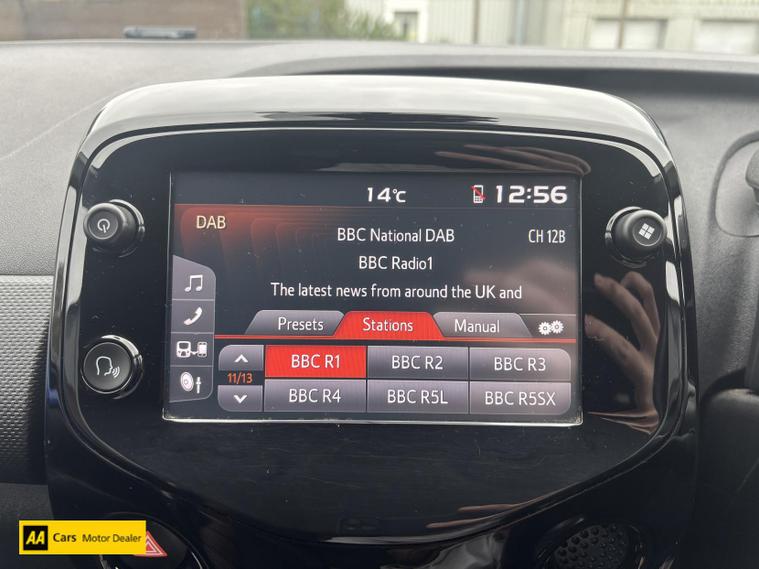 14°C 12:56
DAB
BBC National DAB CH 12B
BBC Radio1
The latest news from around the UK and
Presets Stations Manual
BBC R1 BBC R2 BBC R3
11/13
BBC R4 BBC R5L BBC R5SX
AA Cars Motor Dealer